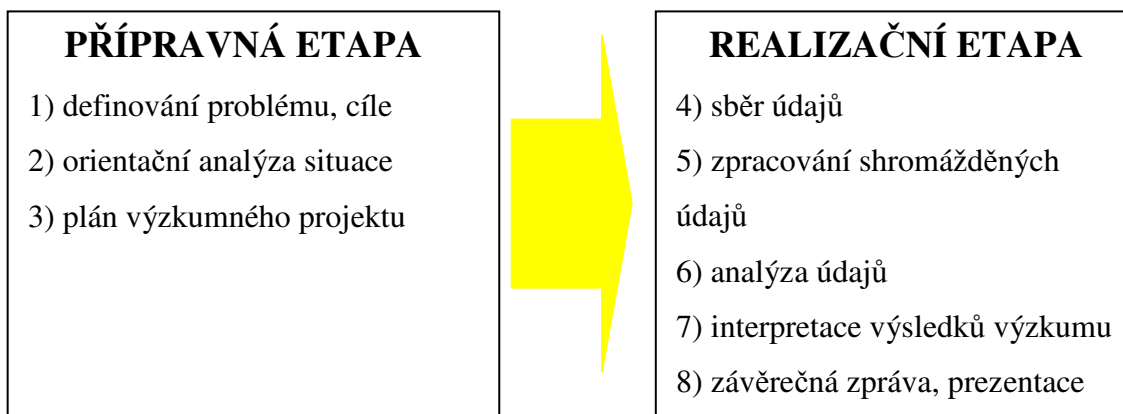 PŘÍPRAVNÁ ETAPA
1) definování problému, cíle
2) orientační analýza situace
3) plán výzkumného projektu
REALIZAČNÍ ETAPA
4) sběr údajů
5) zpracování shromážděných
údajů
6) analýza údajů
7) interpretace výsledků výzkumu
8) závěrečná zpráva, prezentace